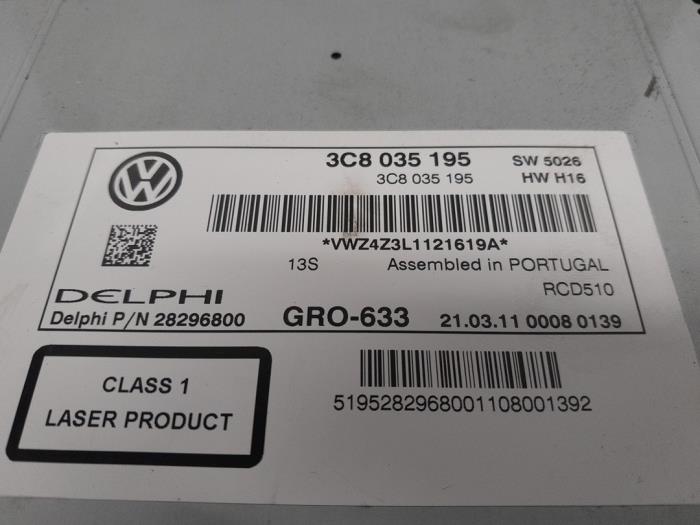 3C8 035 195 SW 5026
3C8 035 195 HW H16
*VWZ4Z3L1121619A*
13S Assembled in PORTUGAL
RCD510
DELPHI
Delphi P/N 28296800 GRO-633 21.03.11 0008 0139
CLASS 1
LASER PRODUCT
5195282968001108001392